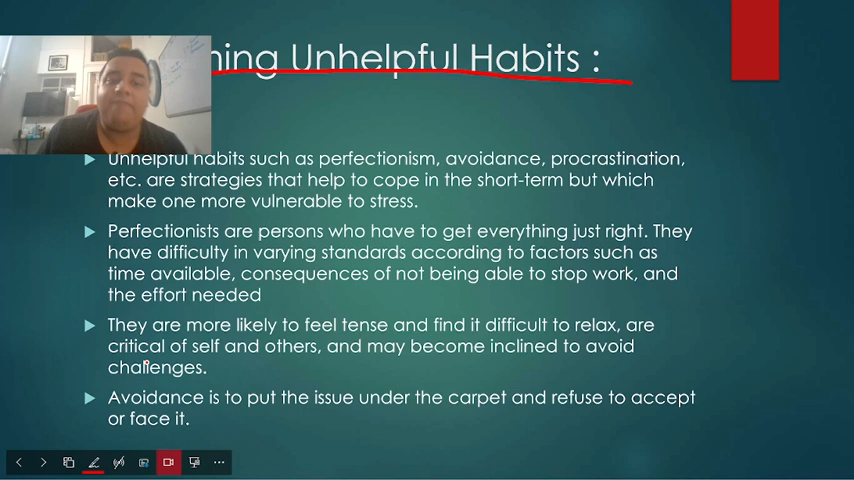 Unhelpful Habits :
Unhelpful habits such as perfectionism, avoidance, procrastination,
etc. are strategies that help to cope in the short-term but which
make one more vulnerable to stress.
Perfectionists are persons who have to get everything just right. They
have difficulty in varying standards according to factors such as
time available, consequences of not being able to stop work, and
the effort needed
They are more likely to feel tense and find it difficult to relax, are
critical of self and others, and may become inclined to avoid
challenges.
Avoidance is to put the issue under the carpet and refuse to accept
or face it.